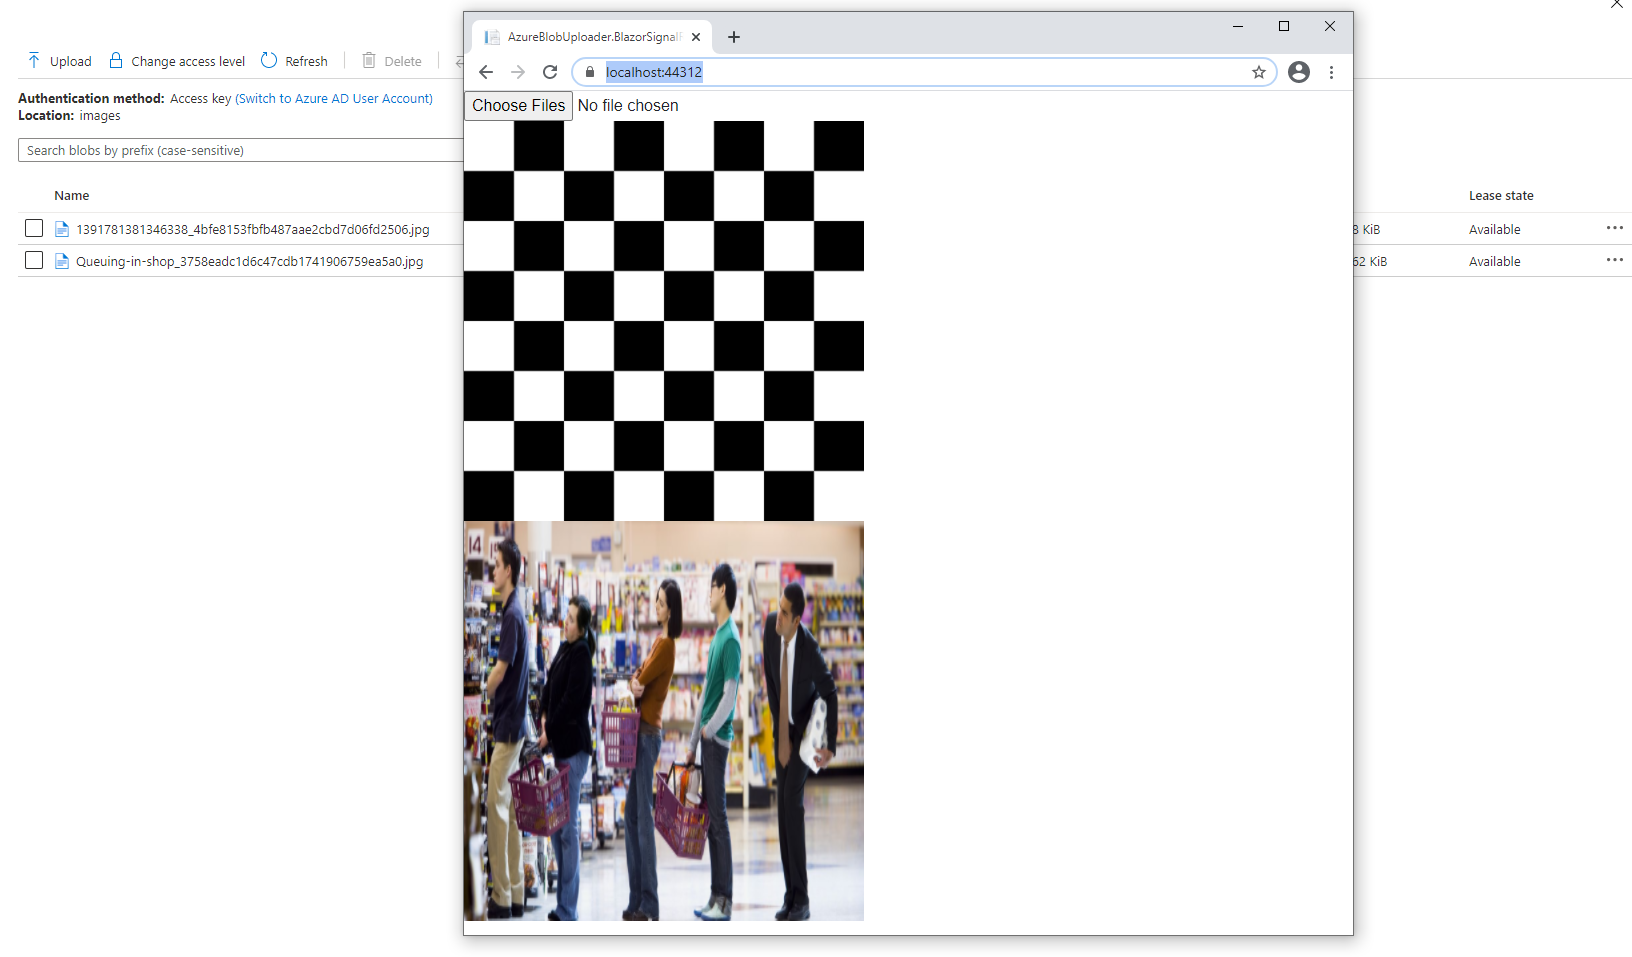 AzureBlobUploader.BlazorSignal
localhost:44312
Choose Files No file chosen
Upload Change access level Refresh Delete
Authentication method: Access key (Switch to Azure AD User Account)
Location: images
Search blobs by prefix (case-sensitive)
Name Lease state
1391781381346338_4bfe8153fbfb487aae2cbd7d06fd2506.jpg 8 KiB Available
Queuing-in-shop_3758eadc1d6c47cdb1741906759ea5a0.jpg 62 KiB Available
14